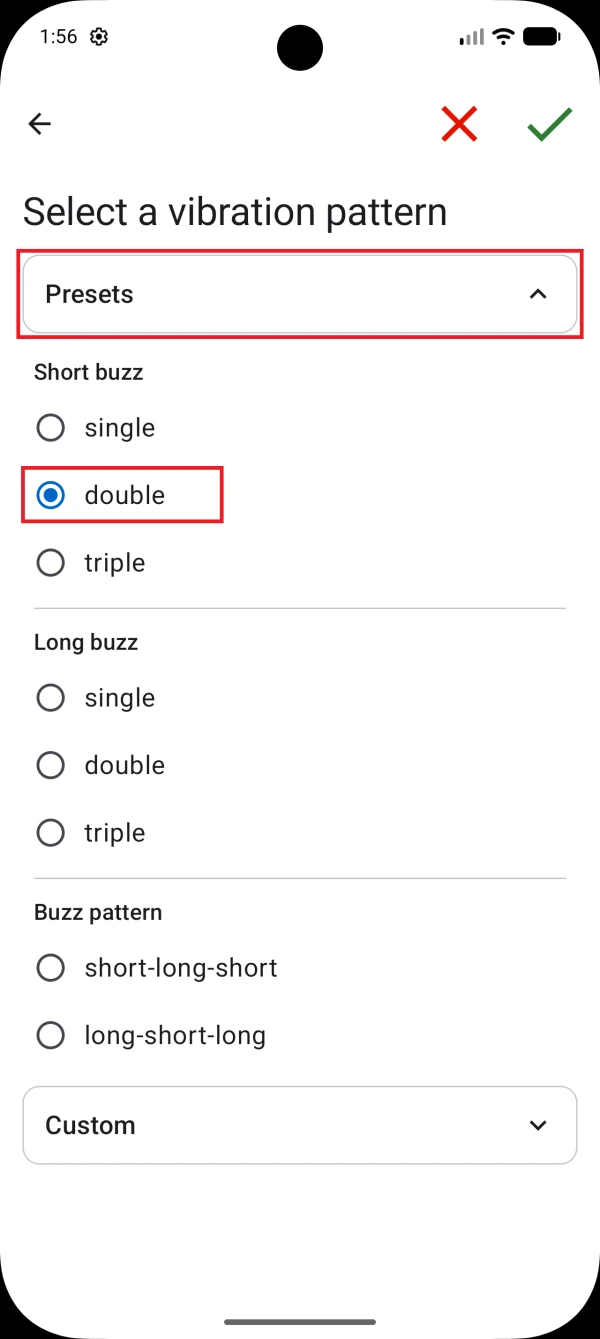 1:56
Select a vibration pattern
Presets
Short buzz
single
double
triple
Long buzz
single
double
triple
Buzz pattern
short-long-short
long-short-long
Custom